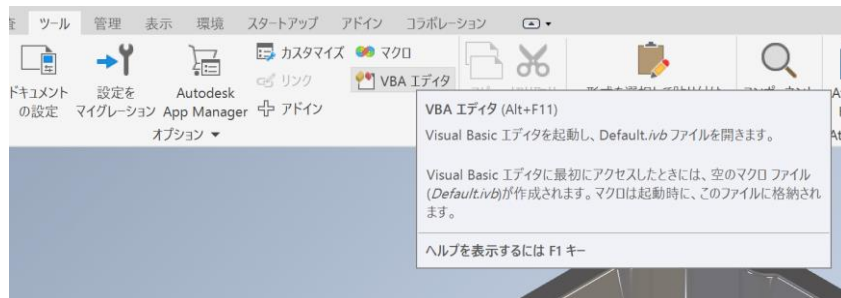 ツール 管理 表示 環境 スタートアップ アドイン コラボレーション
カスタマイズ マクロ
リンク VBA エディタ
ドキュメント の設定
設定を マイグレーション
Autodesk App Manager
アドイン
オプション
VBA エディタ (Alt+F11)
Visual Basic エディタを起動し、Default.ivb ファイルを開きます。
Visual Basic エディタに最初にアクセスしたときには、空のマクロ ファイル
(Default.ivb)が作成されます。マクロは起動時に、このファイルに格納され
ます。
ヘルプを表示するには F1 キー